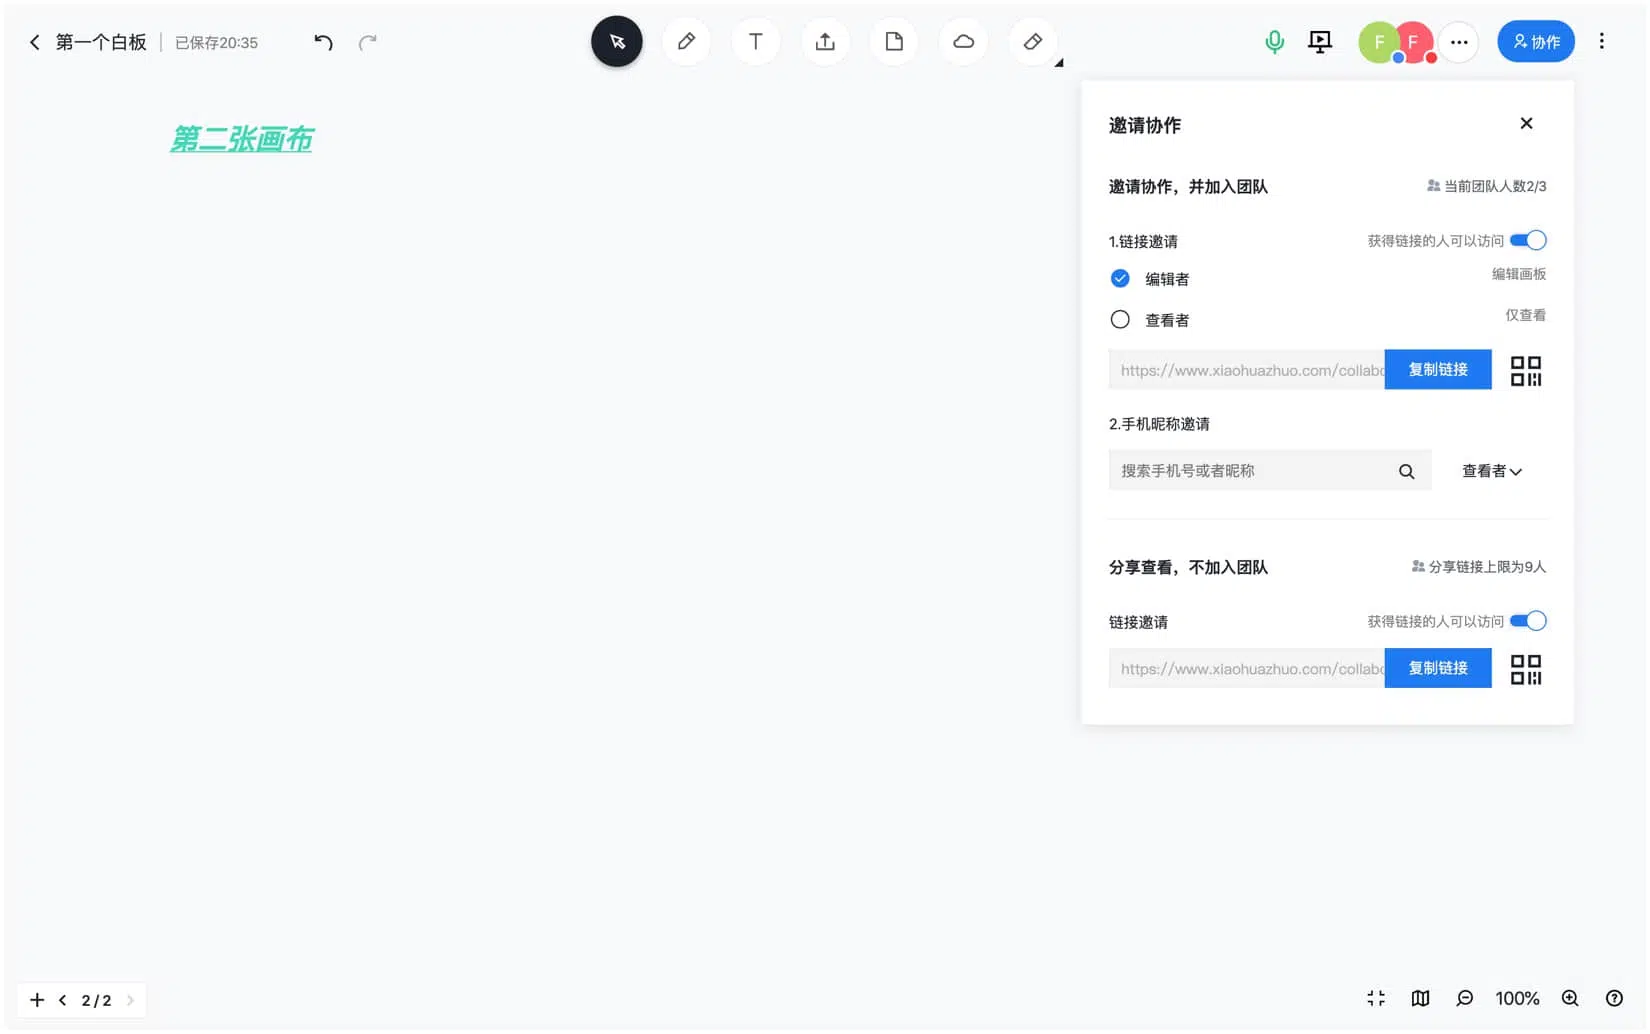 第一个白板 已保存20:35
T
F F 协作
第二张画布
邀请协作
邀请协作，并加入团队 当前团队人数2/3
1.链接邀请 获得链接的人可以访问
编辑者 编辑画板
查看者 仅查看
https://www.xiaohuazhuo.com/collabo 复制链接
2.手机昵称邀请
搜索手机号或者昵称 查看者
分享查看，不加入团队 分享链接上限为9人
链接邀请 获得链接的人可以访问
https://www.xiaohuazhuo.com/collabo 复制链接
2/2 100%